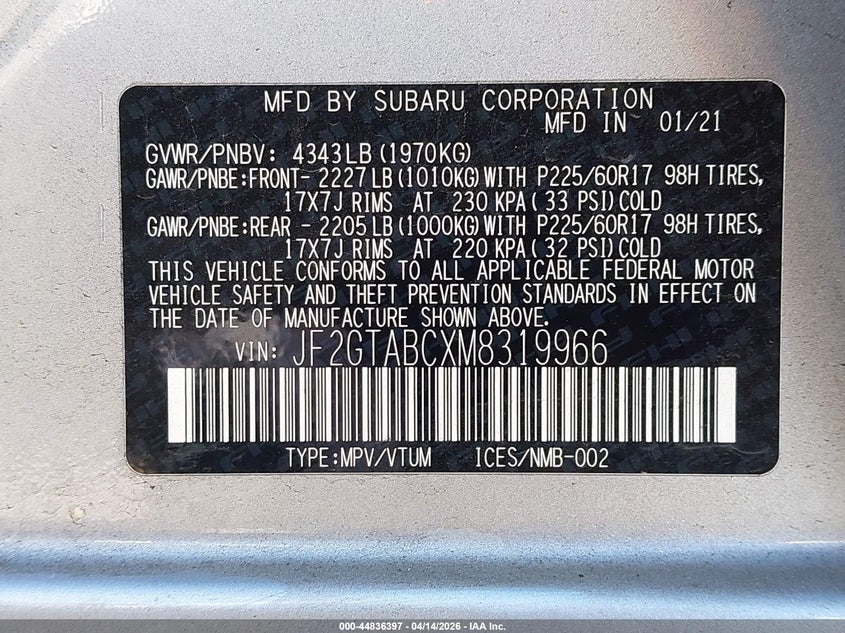 MFD BY SUBARU CORPORATION
MFD IN 01/21
GVWR/PNBV: 4343LB (1970KG)
GAWR/PNBE:FRONT- 2227LB (1010KG) WITH P225/60R17 98H TIRES,
17X7J RIMS AT 230 KPA ( 33 PSI) COLD
GAWR/PNBE:REAR - 2205LB (1000KG) WITH P225/60R17 98H TIRES,
17X7J RIMS AT 220 KPA ( 32 PSI) COLD
THIS VEHICLE CONFORMS TO ALL APPLICABLE FEDERAL MOTOR
VEHICLE SAFETY AND THEFT PREVENTION STANDARDS IN EFFECT ON
THE DATE OF MANUFACTURE SHOWN ABOVE.
VIN: JF2GTABCXM8319966
TYPE:MPV/VTUM ICES/NMB-002
000-44836397 - 04/14/2026 - IAA Inc.